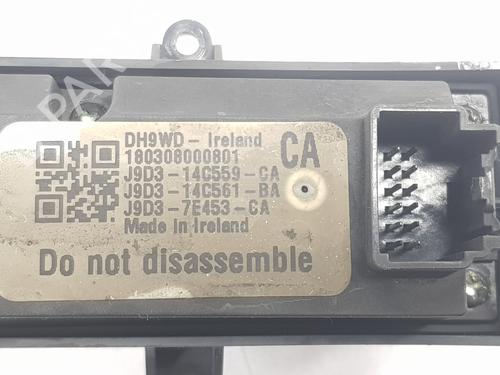 DH9WD - Ireland
180308000801
CA
J9D3-14C559-CA
J9D3-14C561-BA
J9D3-7E453-CA
Made in Ireland
Do not disassemble